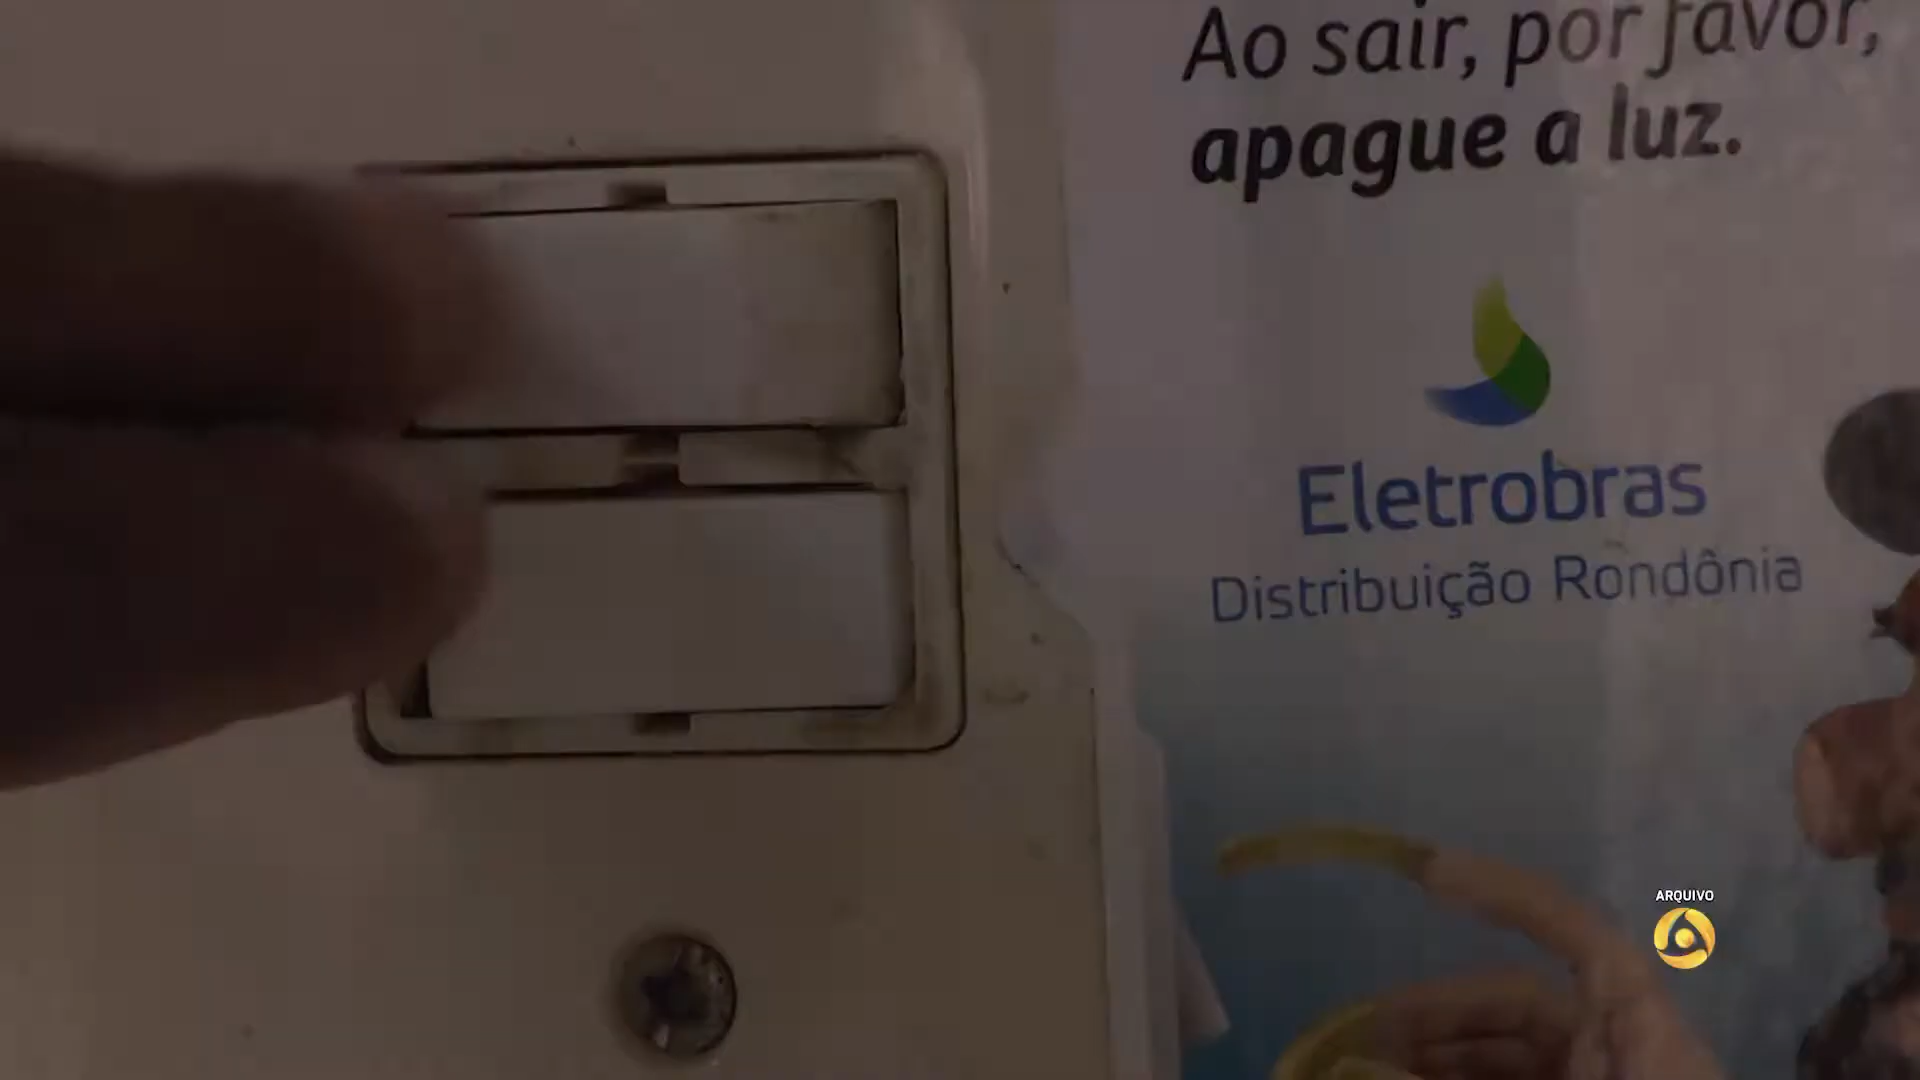 Ao sair, por favor,
apague a luz.
Eletrobras
Distribuição Rondônia
ARQUIVO